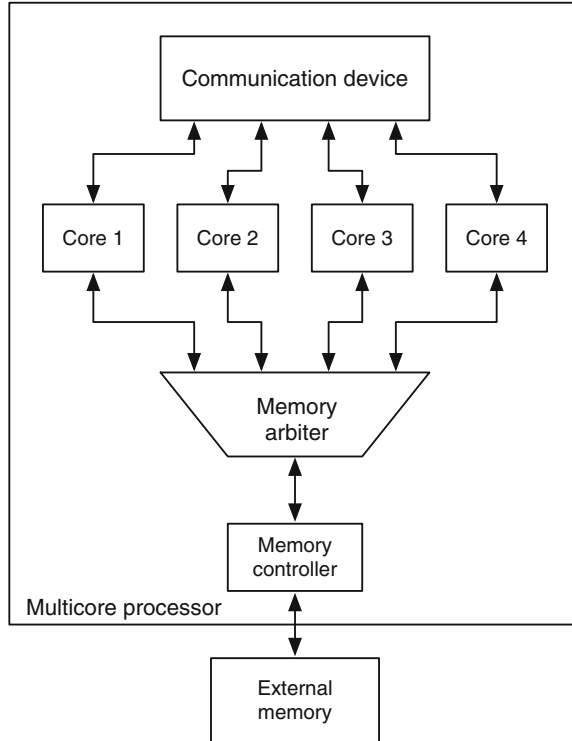 Communication device
Core 1
Core 2
Core 3
Core 4
Memory
arbiter
Memory
controller
Multicore processor
External
memory